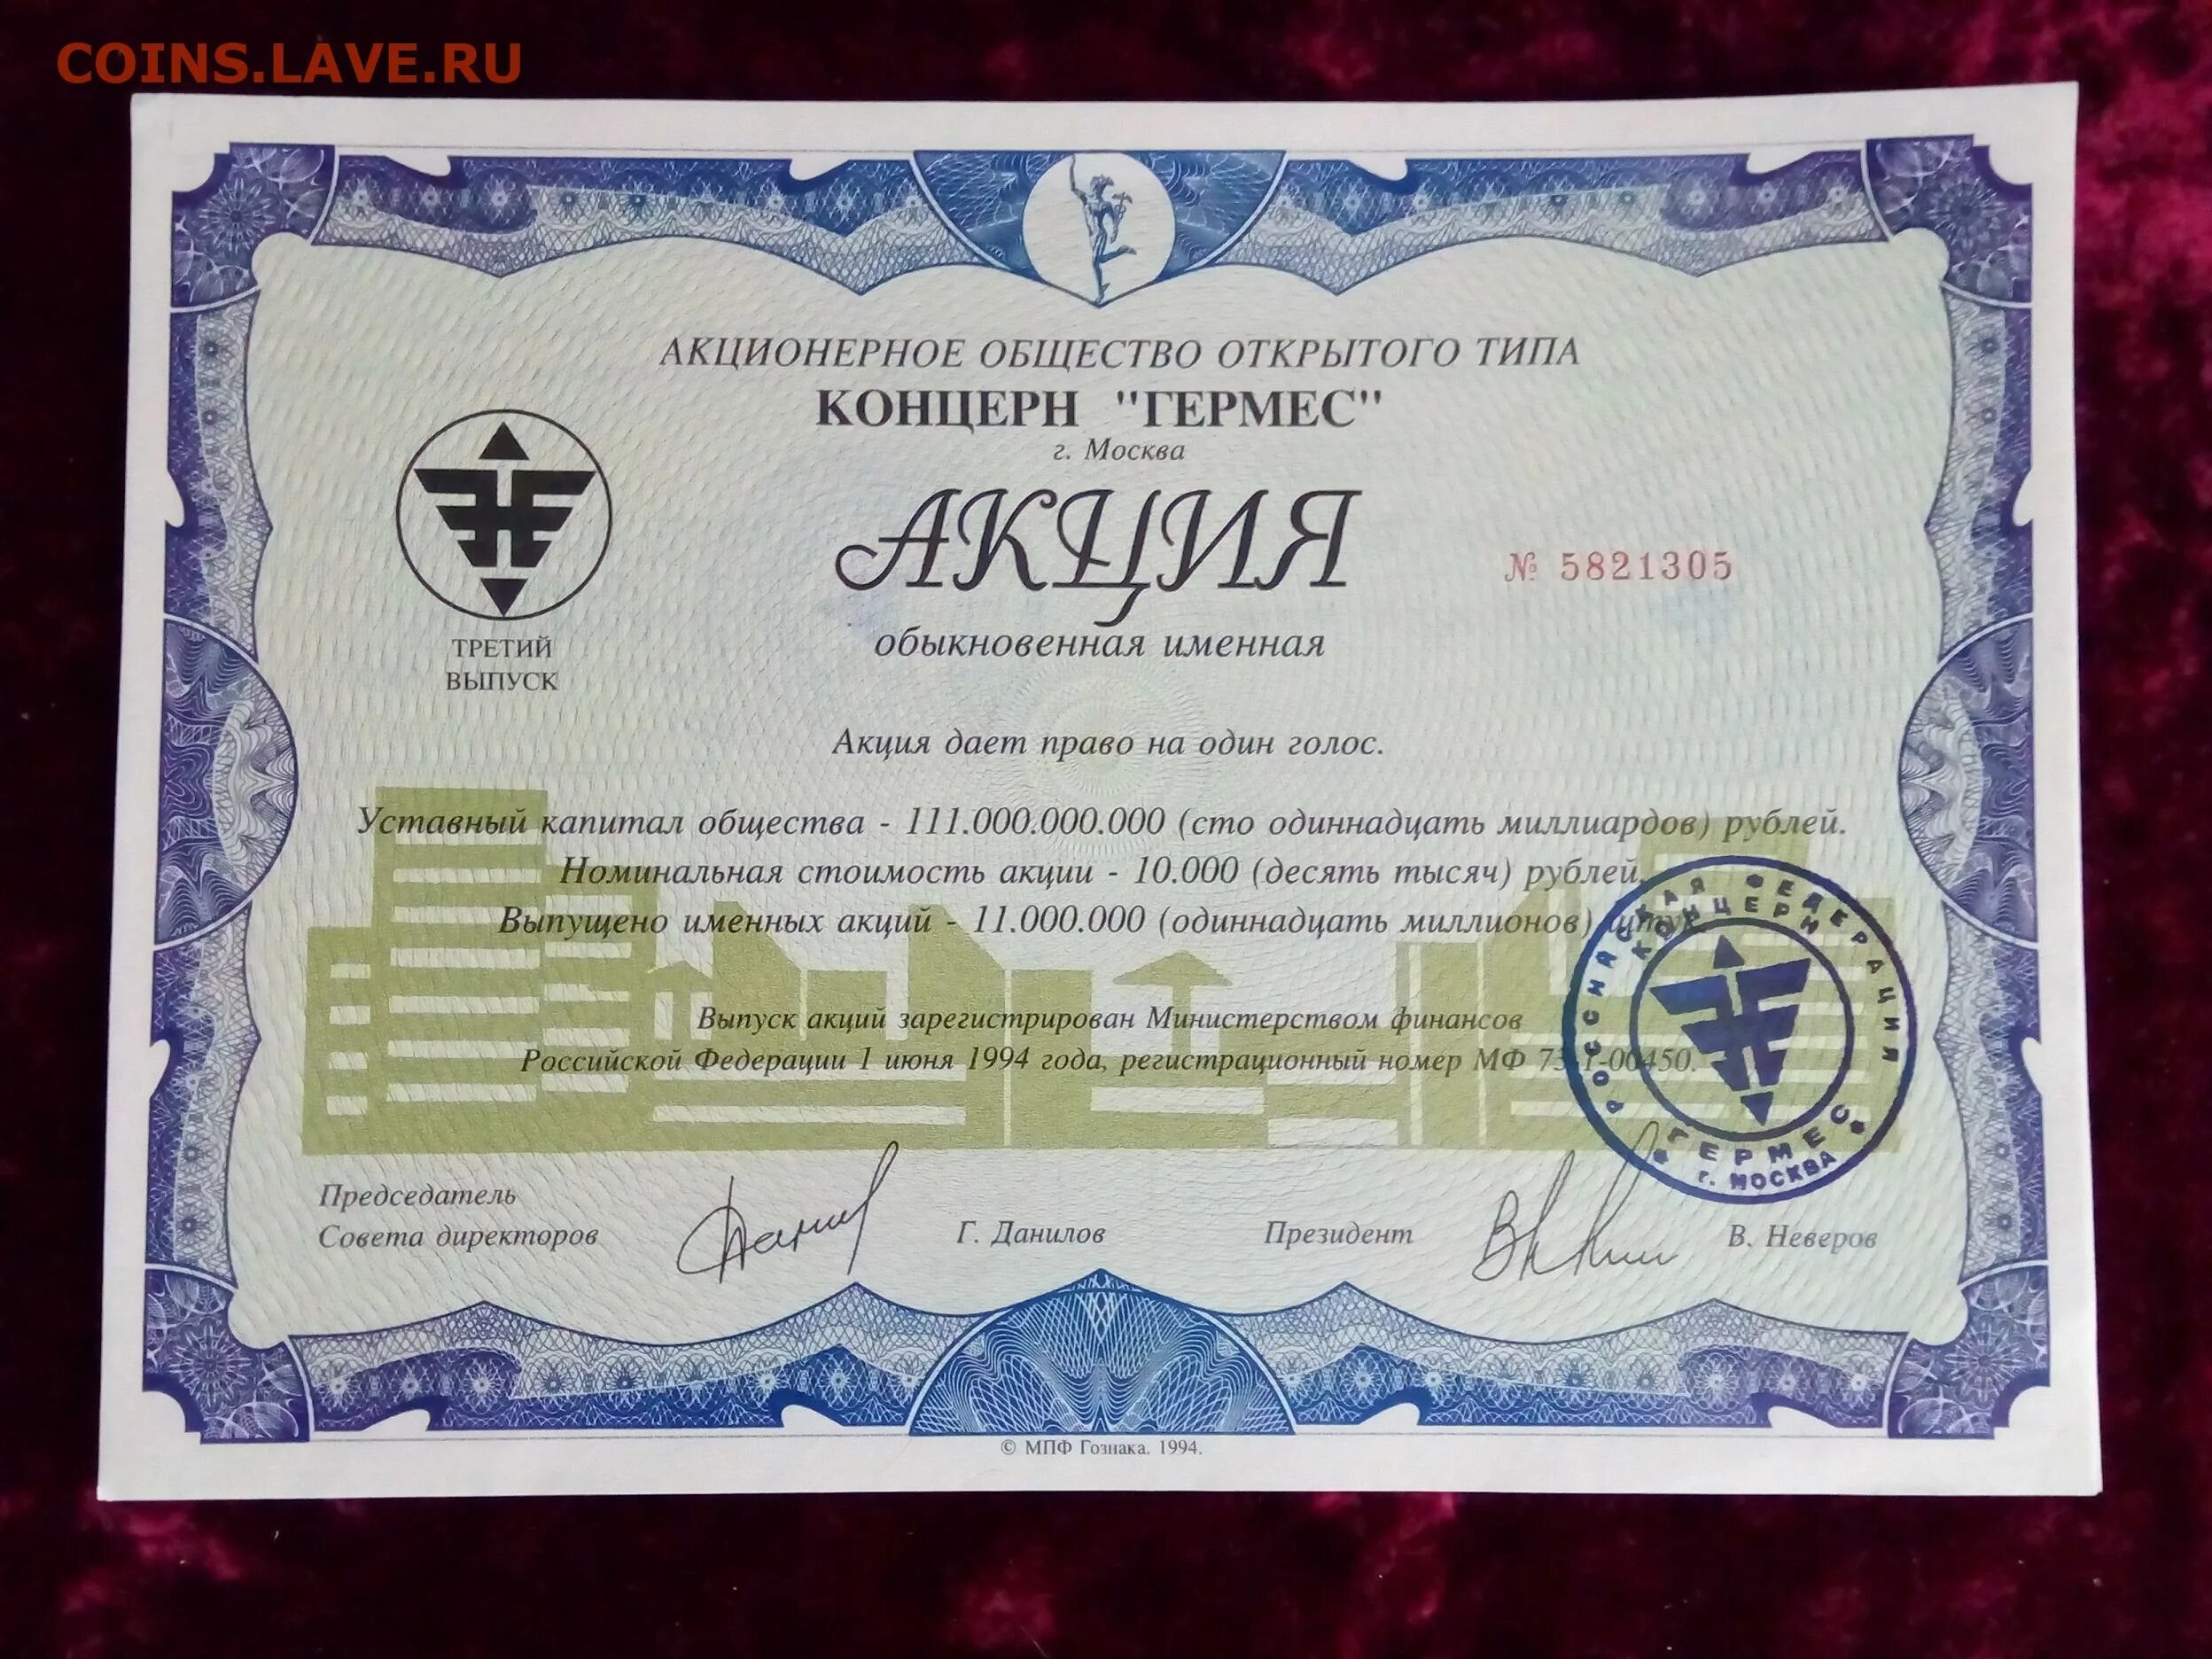 COINS.LAVE.RU
АКЦИОНЕРНОЕ ОБЩЕСТВО ОТКРЫТОГО ТИПА
КОНЦЕРН "ГЕРМЕС"
г. Москва
АКЦИЯ
№ 5821305
обыкновенная именная
ТРЕТИЙ
ВЫПУСК
Акция дает право на один голос.
Уставный капитал общества - 111.000.000.000 (сто одиннадцать миллиардов) рублей.
Номинальная стоимость акции - 10.000 (десять тысяч) рублей.
Выпущено именных акций - 11.000.000 (одиннадцать миллионов) штук.
Выпуск акций зарегистрирован Министерством финансов
Российской Федерации 1 июня 1994 года, регистрационный номер МФ 73-1-00450.
РОССИЙСКАЯ ФЕДЕРАЦИЯ
КОНЦЕРН
* ГЕРМЕС *
г. МОСКВА
Председатель
Совета директоров
Г. Данилов
Президент
В. Неверов
© МПФ Гознака. 1994.